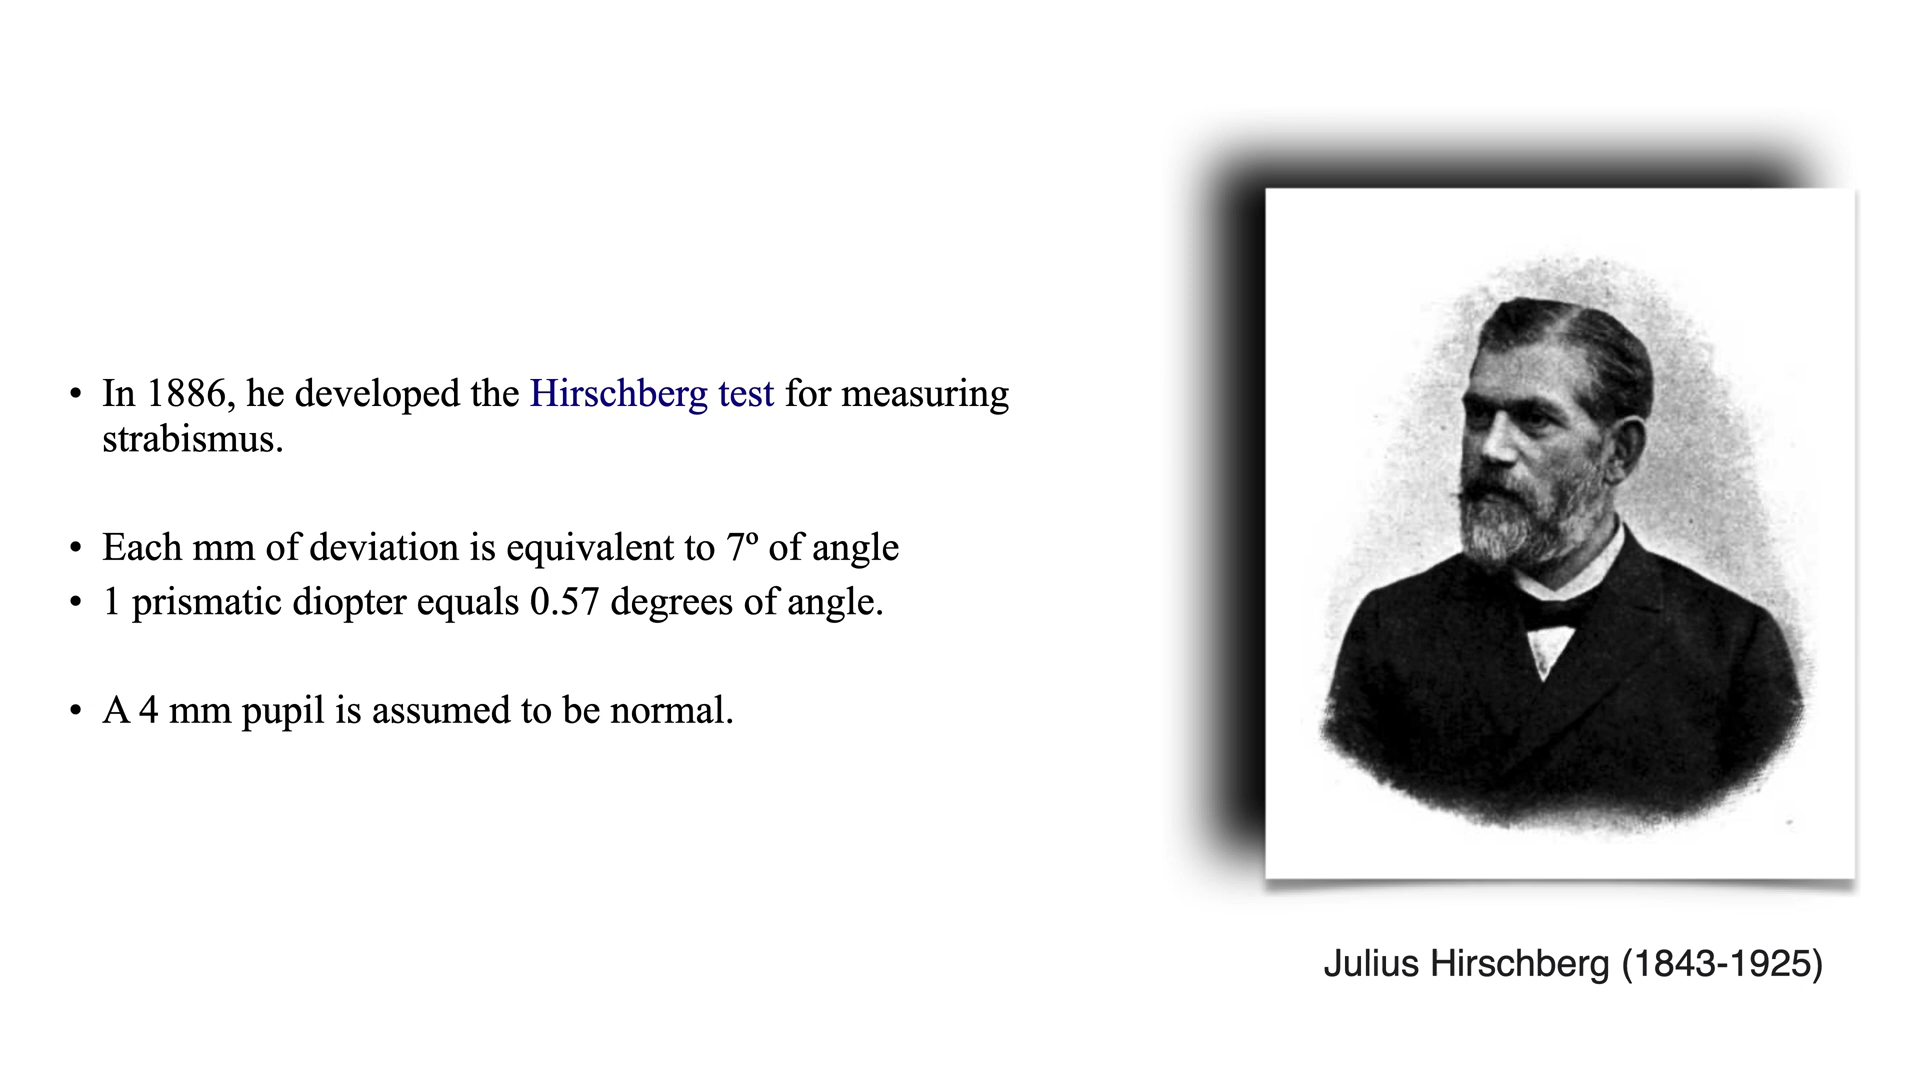 • In 1886, he developed the Hirschberg test for measuring
strabismus.
• Each mm of deviation is equivalent to 7º of angle
• 1 prismatic diopter equals 0.57 degrees of angle.
• A 4 mm pupil is assumed to be normal.
Julius Hirschberg (1843-1925)